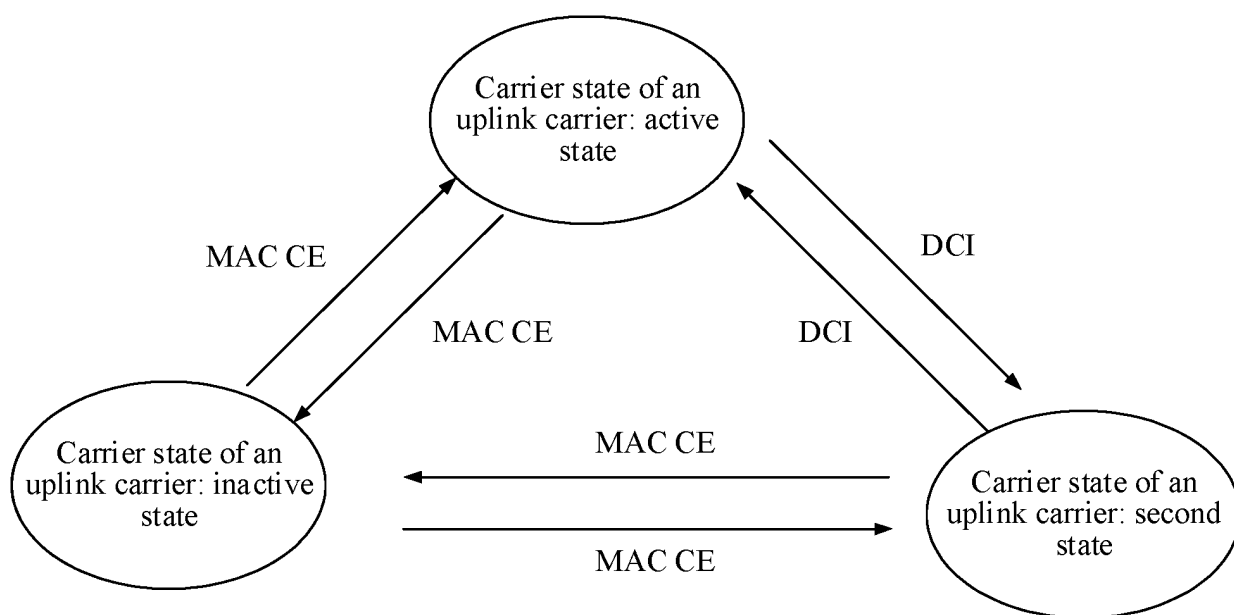 Carrier state of an
uplink carrier: active
state
MAC CE
DCI
MAC CE
DCI
Carrier state of an
uplink carrier: inactive
state
MAC CE
MAC CE
Carrier state of an
uplink carrier: second
state